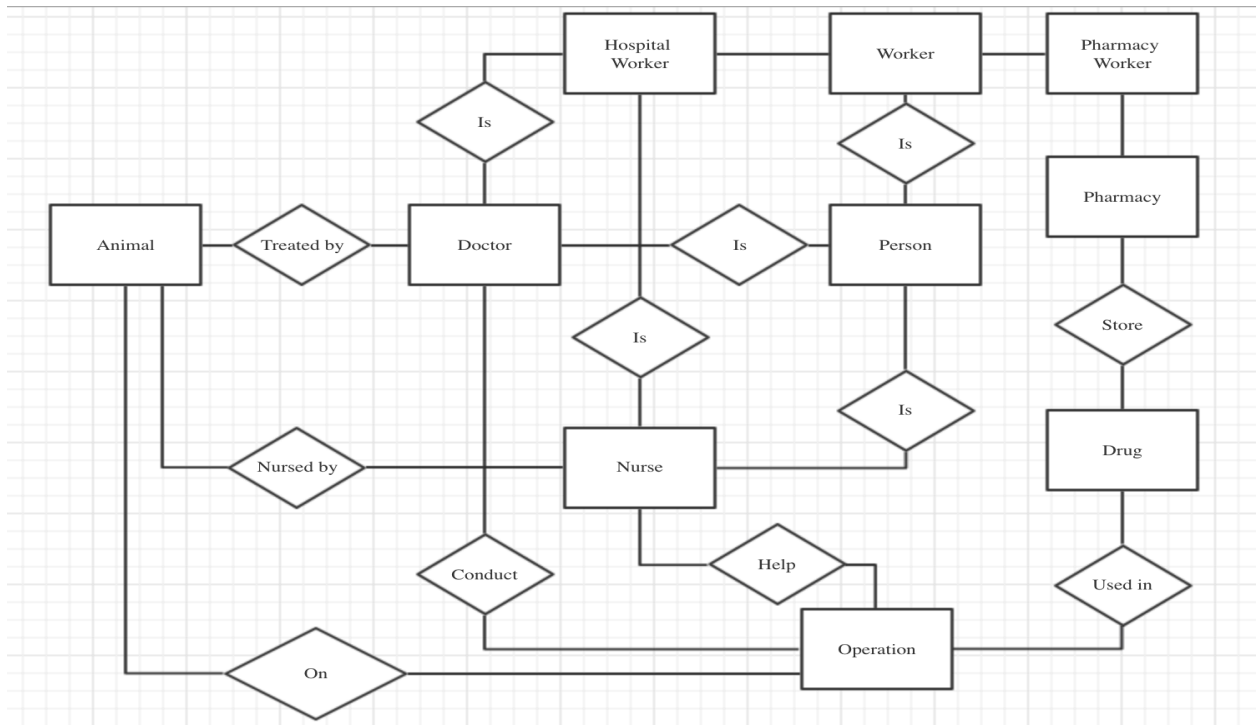 Hospital
Worker
Worker
Pharmacy
Worker
Is
Is
Pharmacy
Animal
Treated by
Doctor
Is
Person
Is
Store
Is
Nursed by
Nurse
Drug
Conduct
Help
Used in
On
Operation